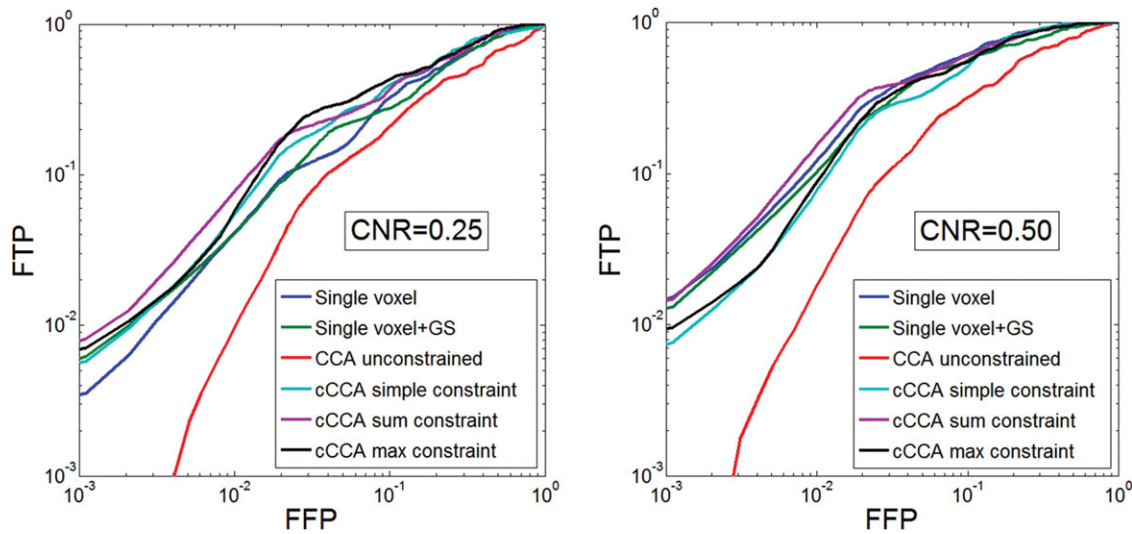 10^0
10^-1
10^-2
10^-3
FTP
CNR=0.25
Single voxel
Single voxel+GS
CCA unconstrained
cCCA simple constraint
cCCA sum constraint
cCCA max constraint
10^-3 10^-2 10^-1 10^0
FFP
10^0
10^-1
10^-2
10^-3
FTP
CNR=0.50
Single voxel
Single voxel+GS
CCA unconstrained
cCCA simple constraint
cCCA sum constraint
cCCA max constraint
10^-3 10^-2 10^-1 10^0
FFP